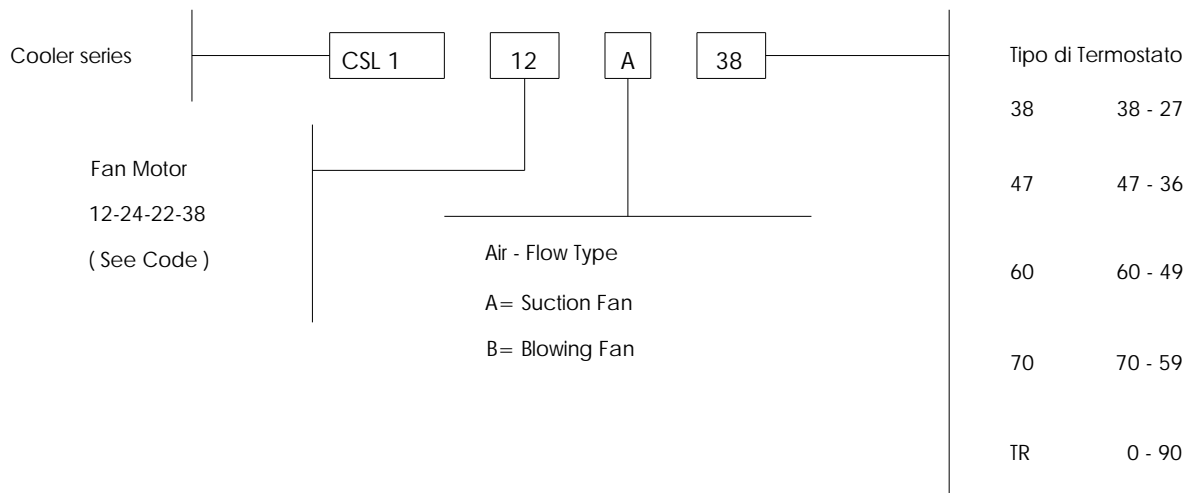 Cooler series
CSL 1
12
A
38
Tipo di Termostato
38 38 - 27
47 47 - 36
60 60 - 49
70 70 - 59
TR 0 - 90
Fan Motor
12-24-22-38
( See Code )
Air - Flow Type
A= Suction Fan
B= Blowing Fan